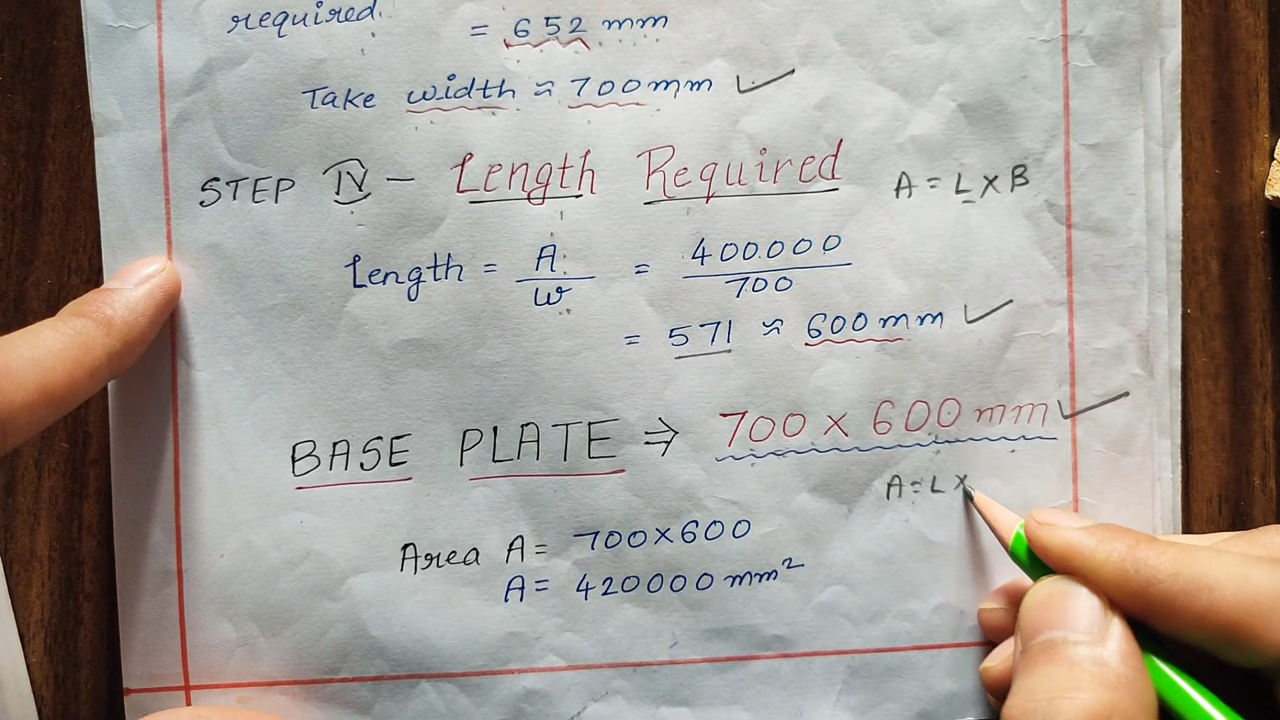 required.
= 652 mm
Take width ≈ 700mm ✓
STEP IV - Length Required A = L X B
Length = A/W = 400000/700
= 571 ≈ 600mm ✓
BASE PLATE ⇒ 700 x 600 mm ✓
A = L x
Area A = 700x600
A = 420000 mm²